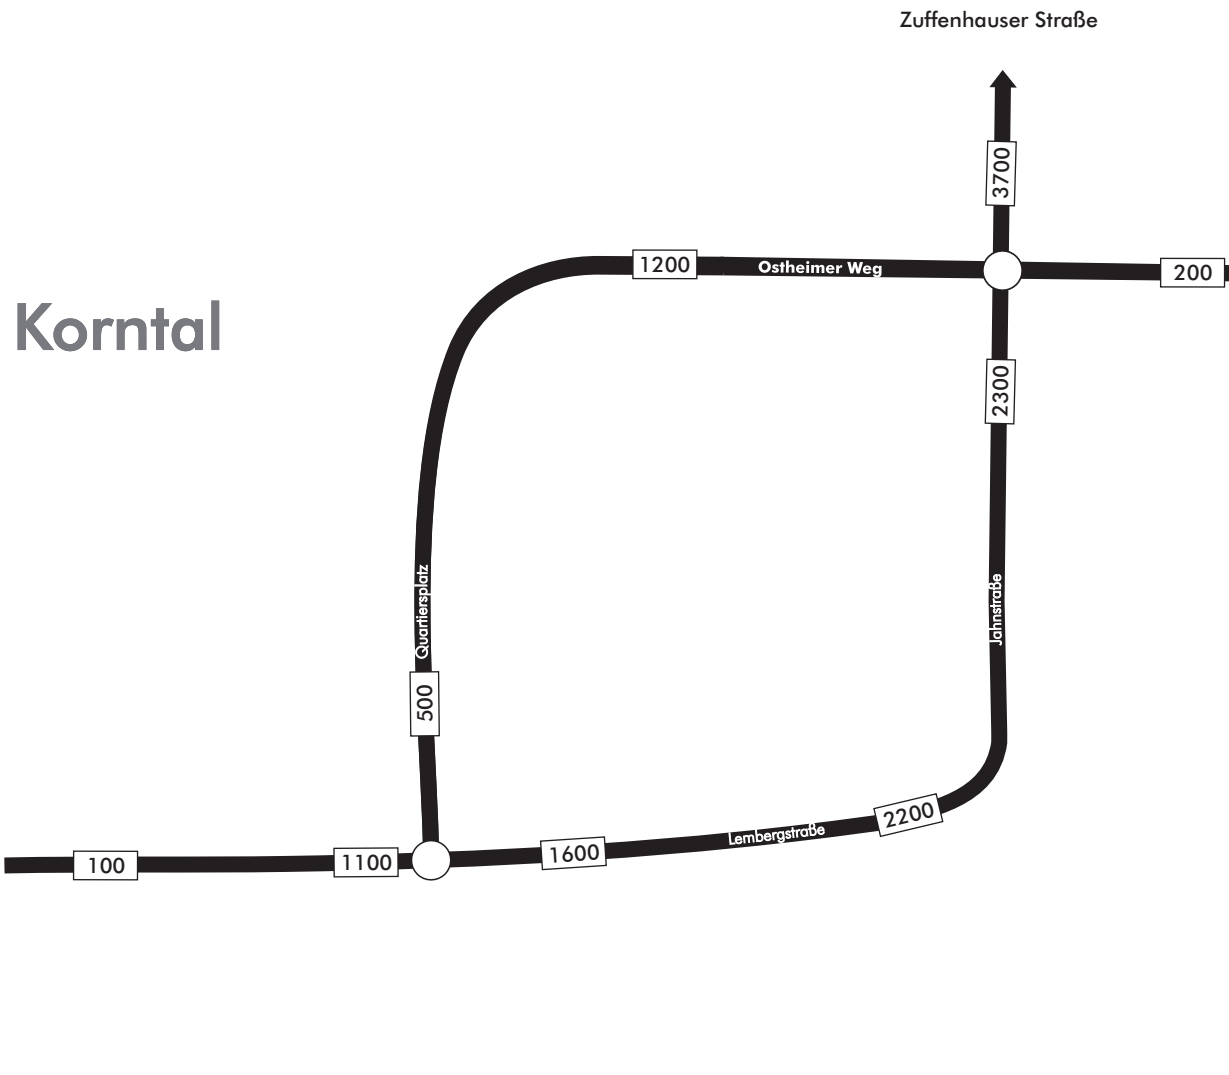 Zuffenhauser Straße
3700
1200
Ostheimer Weg
200
Korntal
2300
Quartiersplatz
Jahnstraße
500
2200
Lembergstraße
1600
1100
100